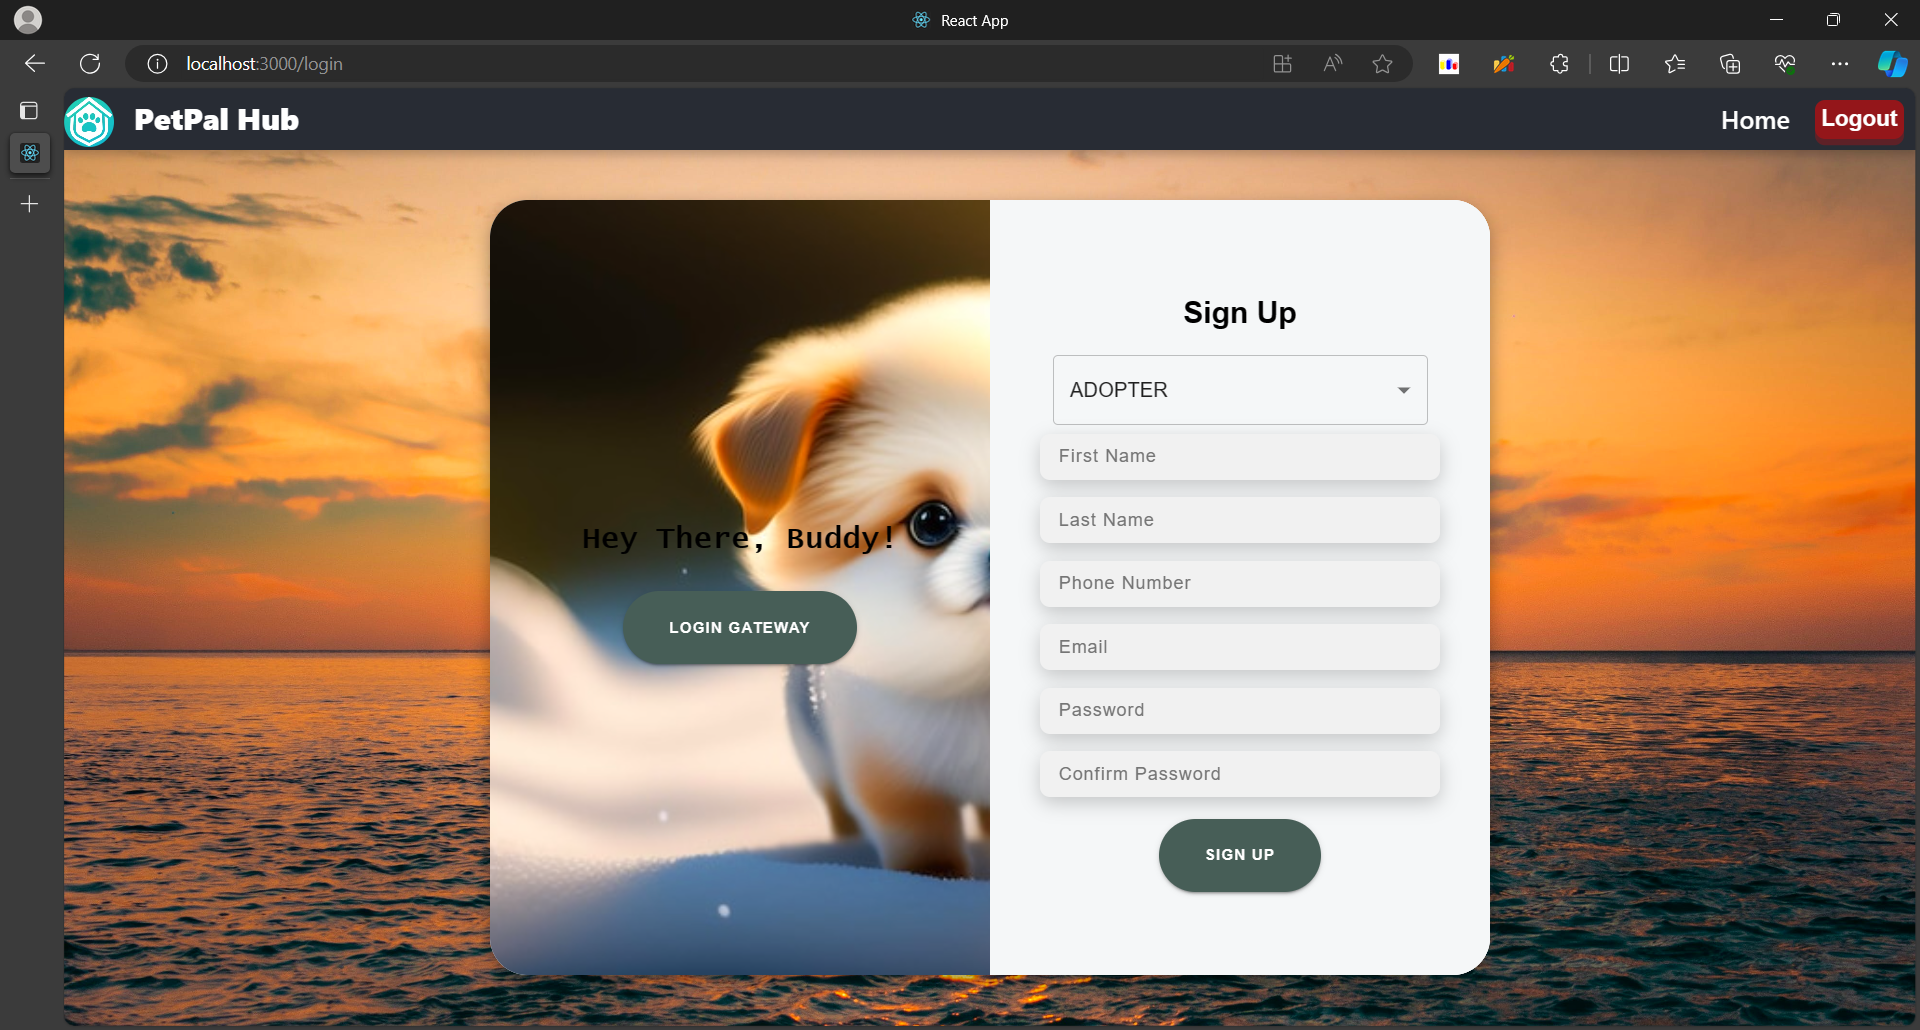 React App
localhost:3000/login
PetPal Hub
Home
Logout
Sign Up
ADOPTER
First Name
Last Name
Hey There, Buddy!
Phone Number
LOGIN GATEWAY
Email
Password
Confirm Password
SIGN UP